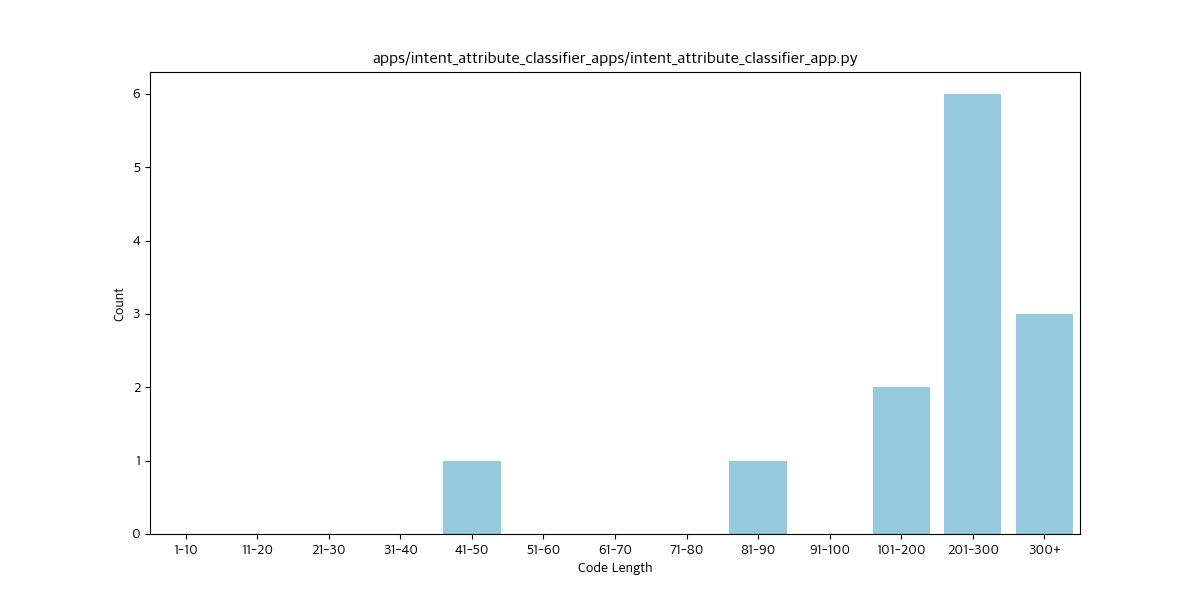 apps/intent_attribute_classifier_apps/intent_attribute_classifier_app.py
6
5
4
3
2
1
0
Count
1-10 11-20 21-30 31-40 41-50 51-60 61-70 71-80 81-90 91-100 101-200 201-300 300+
Code Length